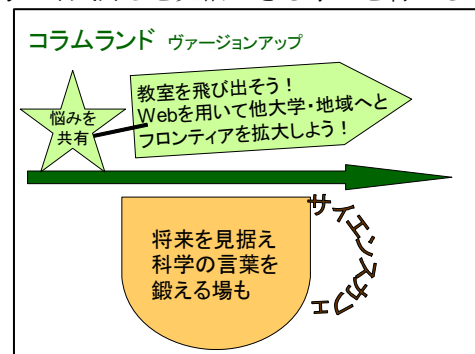 コラムランド ヴァージョンアップ
悩みを
共有
教室を飛び出そう！
Webを用いて他大学・地域へと
フロンティアを拡大しよう！
将来を見据え
科学の言葉を
鍛える場も
サイエンスカフェ